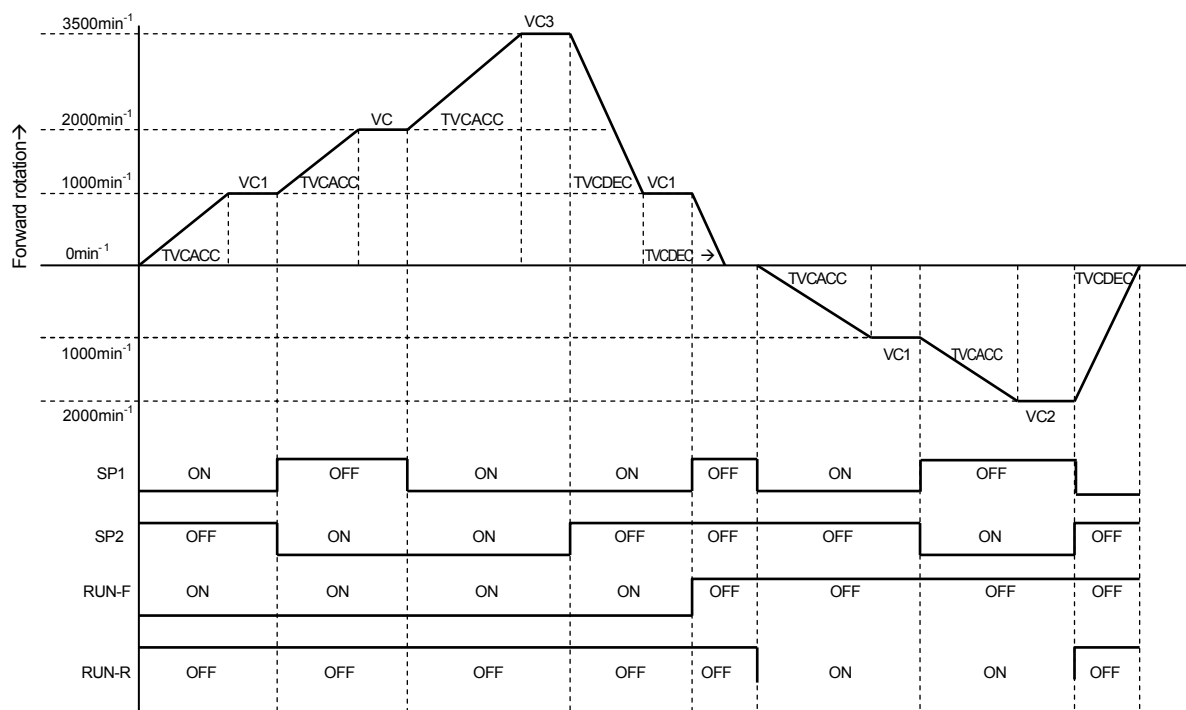 3500min-1
VC3
Forward rotation→
2000min-1
VC
TVCACC
1000min-1
VC1
TVCACC
TVCDEC
VC1
0min-1
TVCACC
TVCDEC →
TVCACC
TVCDEC
1000min-1
VC1
TVCACC
2000min-1
VC2
SP1 ON OFF ON ON OFF ON OFF
SP2 OFF ON ON OFF OFF OFF ON OFF
RUN-F ON ON ON ON OFF OFF OFF OFF
RUN-R OFF OFF OFF OFF OFF ON ON OFF